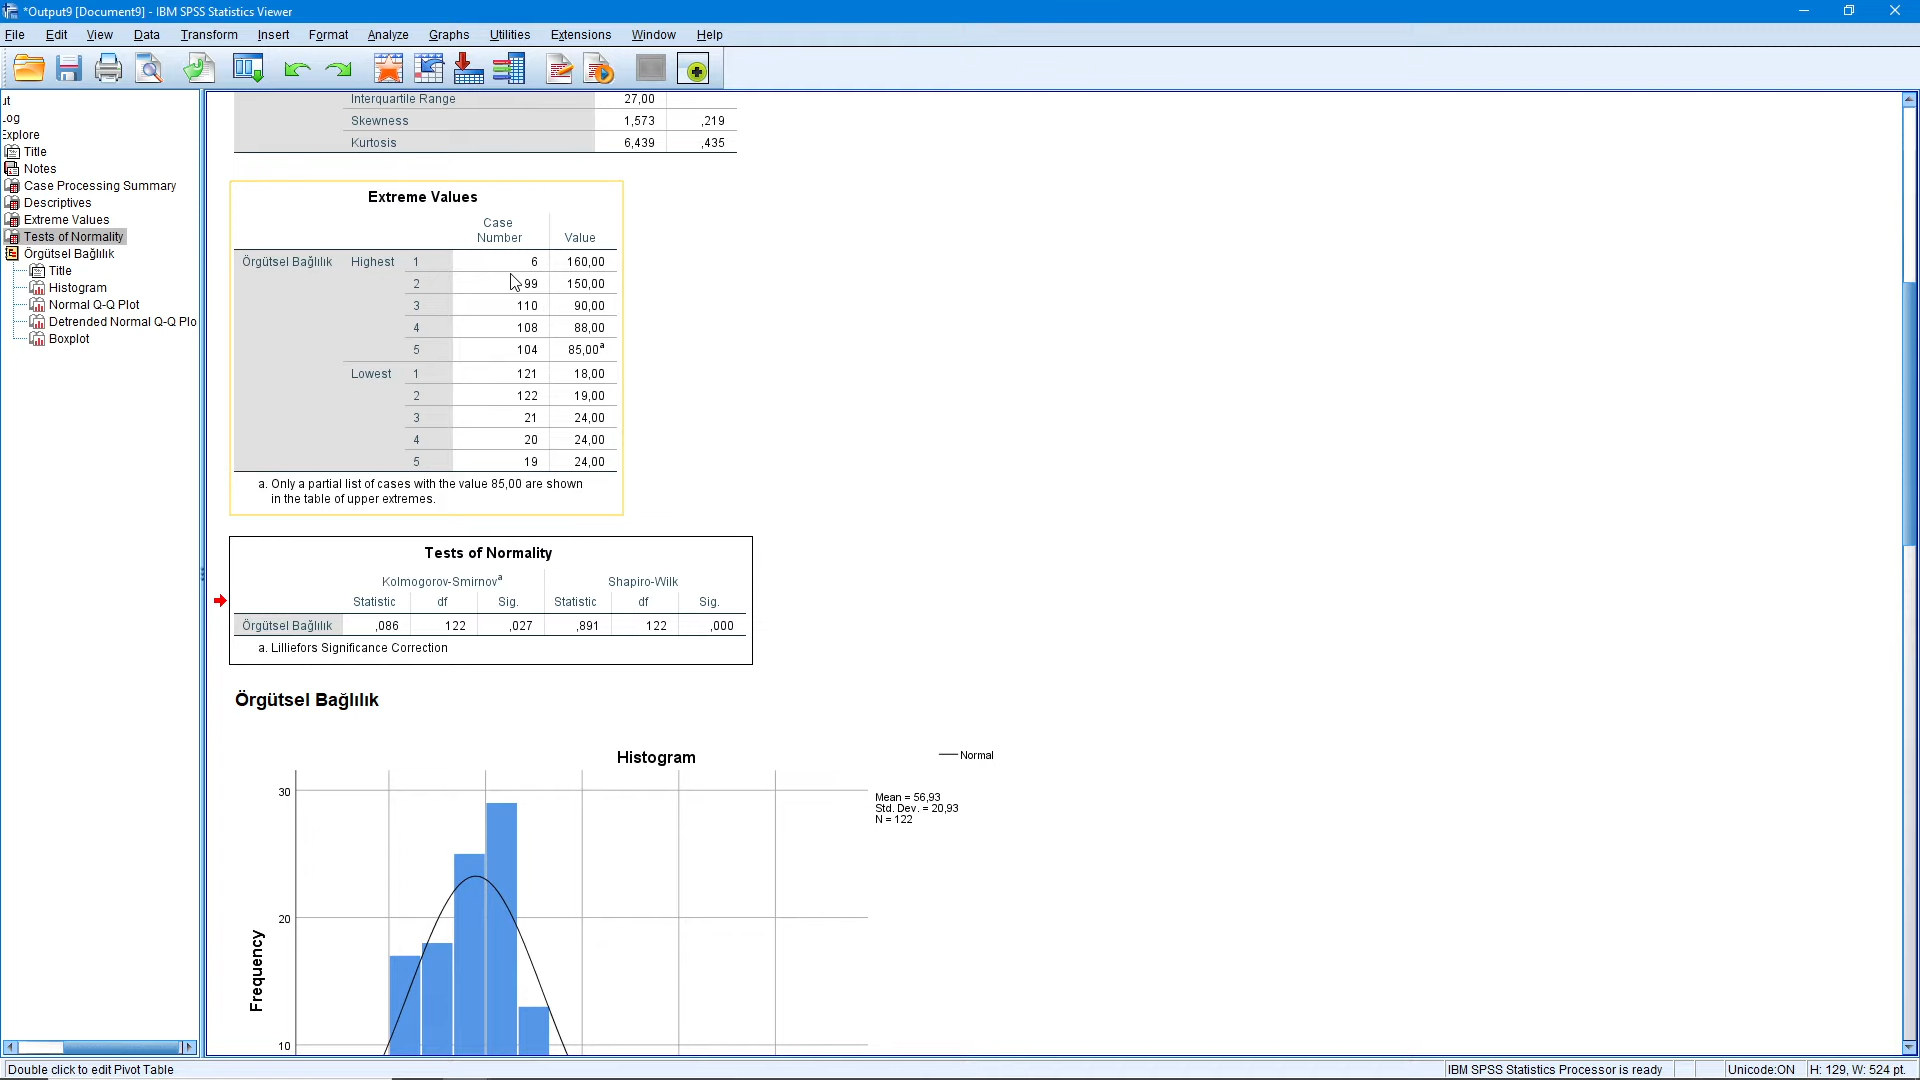 *Output9 [Document9] - IBM SPSS Statistics Viewer
File Edit View Data Transform Insert Format Analyze Graphs Utilities Extensions Window Help
ut
Log
Explore
Title
Notes
Case Processing Summary
Descriptives
Extreme Values
Tests of Normality
Örgütsel Bağlılık
Title
Histogram
Normal Q-Q Plot
Detrended Normal Q-Q Plo
Boxplot
Interquartile Range 27,00
Skewness 1,573 ,219
Kurtosis 6,439 ,435
Extreme Values
Case
Number Value
Örgütsel Bağlılık Highest 1 6 160,00
2 99 150,00
3 110 90,00
4 108 88,00
5 104 85,00a
Lowest 1 121 18,00
2 122 19,00
3 21 24,00
4 20 24,00
5 19 24,00
a. Only a partial list of cases with the value 85,00 are shown
in the table of upper extremes.
Tests of Normality
Kolmogorov-Smirnova Shapiro-Wilk
Statistic df Sig. Statistic df Sig.
Örgütsel Bağlılık ,086 122 ,027 ,891 122 ,000
a. Lilliefors Significance Correction
Örgütsel Bağlılık
Histogram
Normal
Mean = 56,93
Std. Dev. = 20,93
N = 122
30
20
10
Frequency
Double click to edit Pivot Table
IBM SPSS Statistics Processor is ready Unicode:ON H: 129, W: 524 pt.